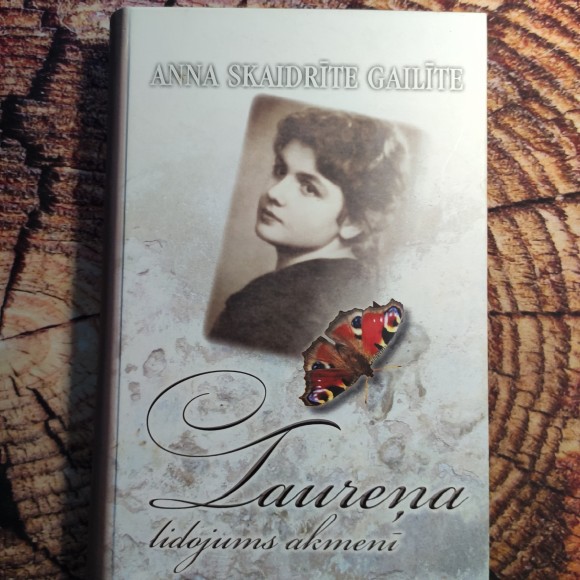 ANNA SKAIDRĪTE GAILĪTE
Taureņa
lidojums akmenī